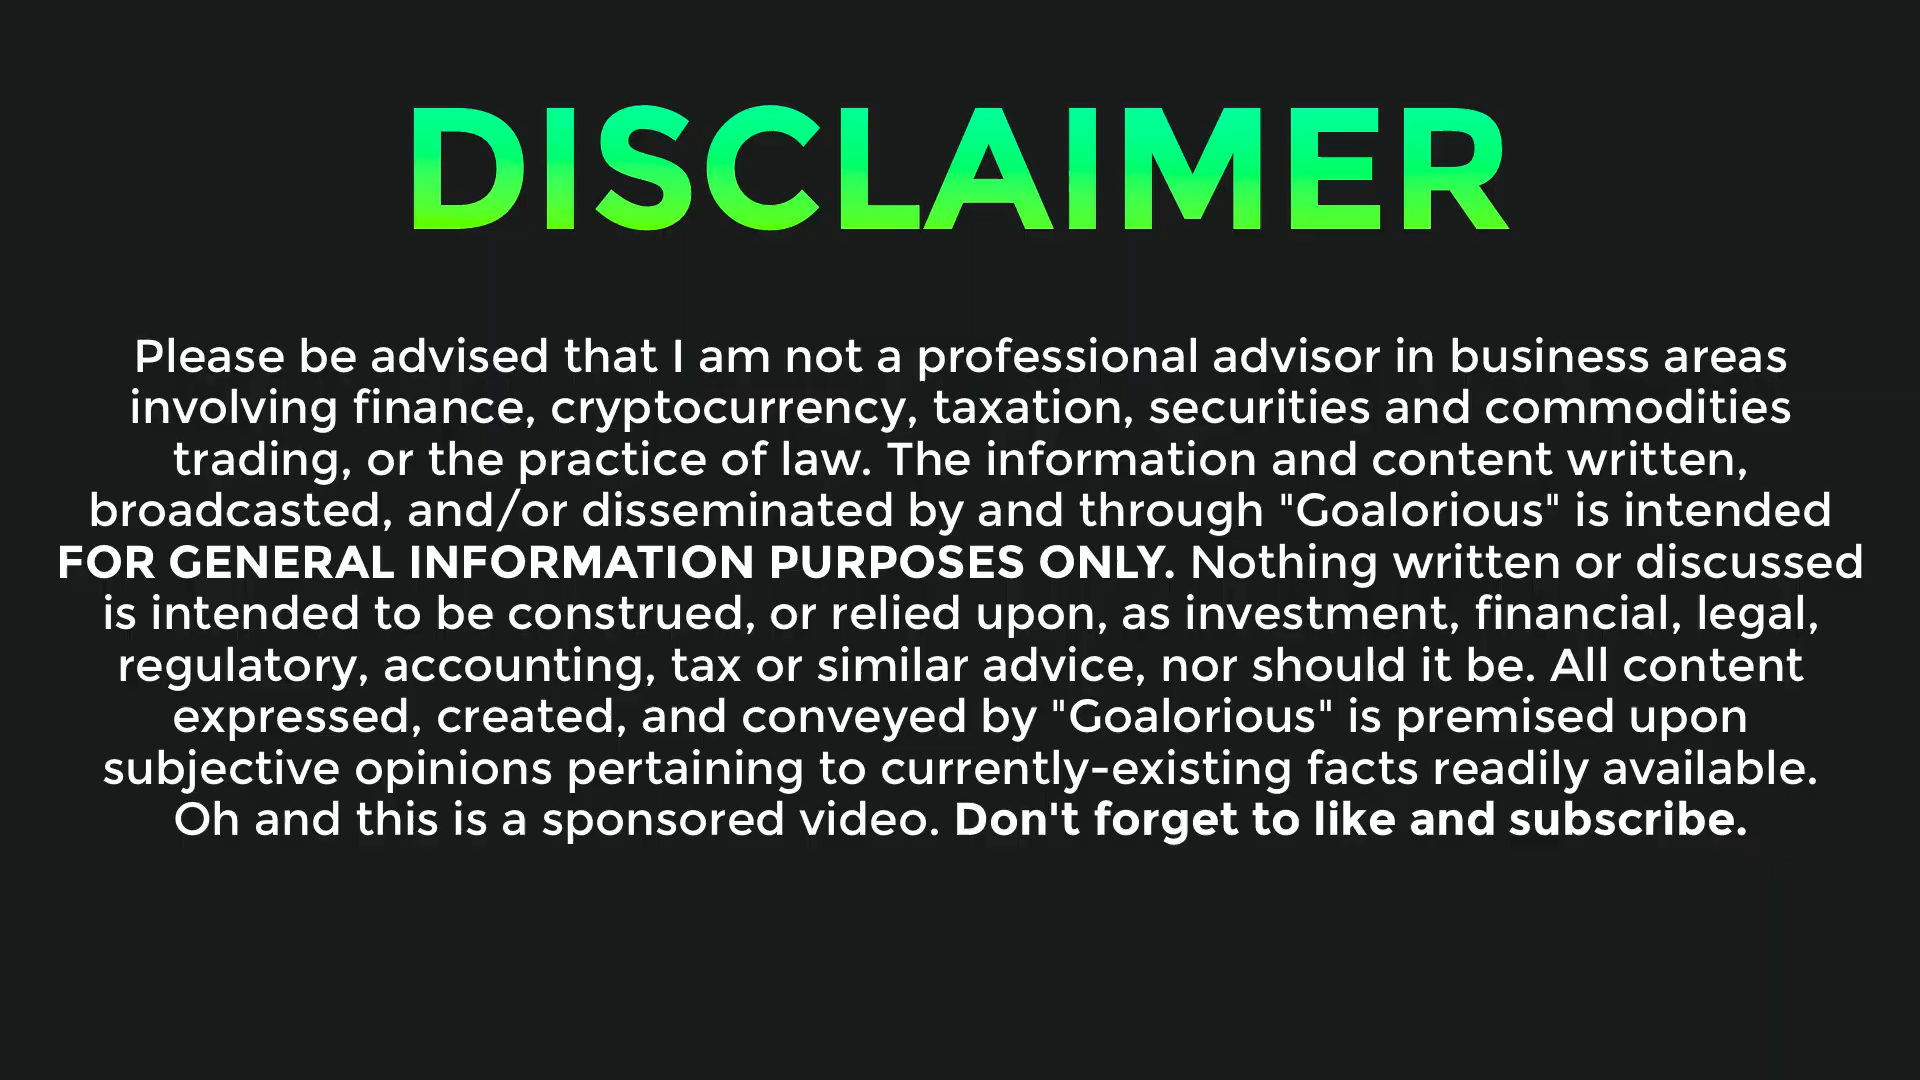 DISCLAIMER
Please be advised that I am not a professional advisor in business areas
involving finance, cryptocurrency, taxation, securities and commodities
trading, or the practice of law. The information and content written,
broadcasted, and/or disseminated by and through "Goalorious" is intended
FOR GENERAL INFORMATION PURPOSES ONLY. Nothing written or discussed
is intended to be construed, or relied upon, as investment, financial, legal,
regulatory, accounting, tax or similar advice, nor should it be. All content
expressed, created, and conveyed by "Goalorious" is premised upon
subjective opinions pertaining to currently-existing facts readily available.
Oh and this is a sponsored video. Don't forget to like and subscribe.